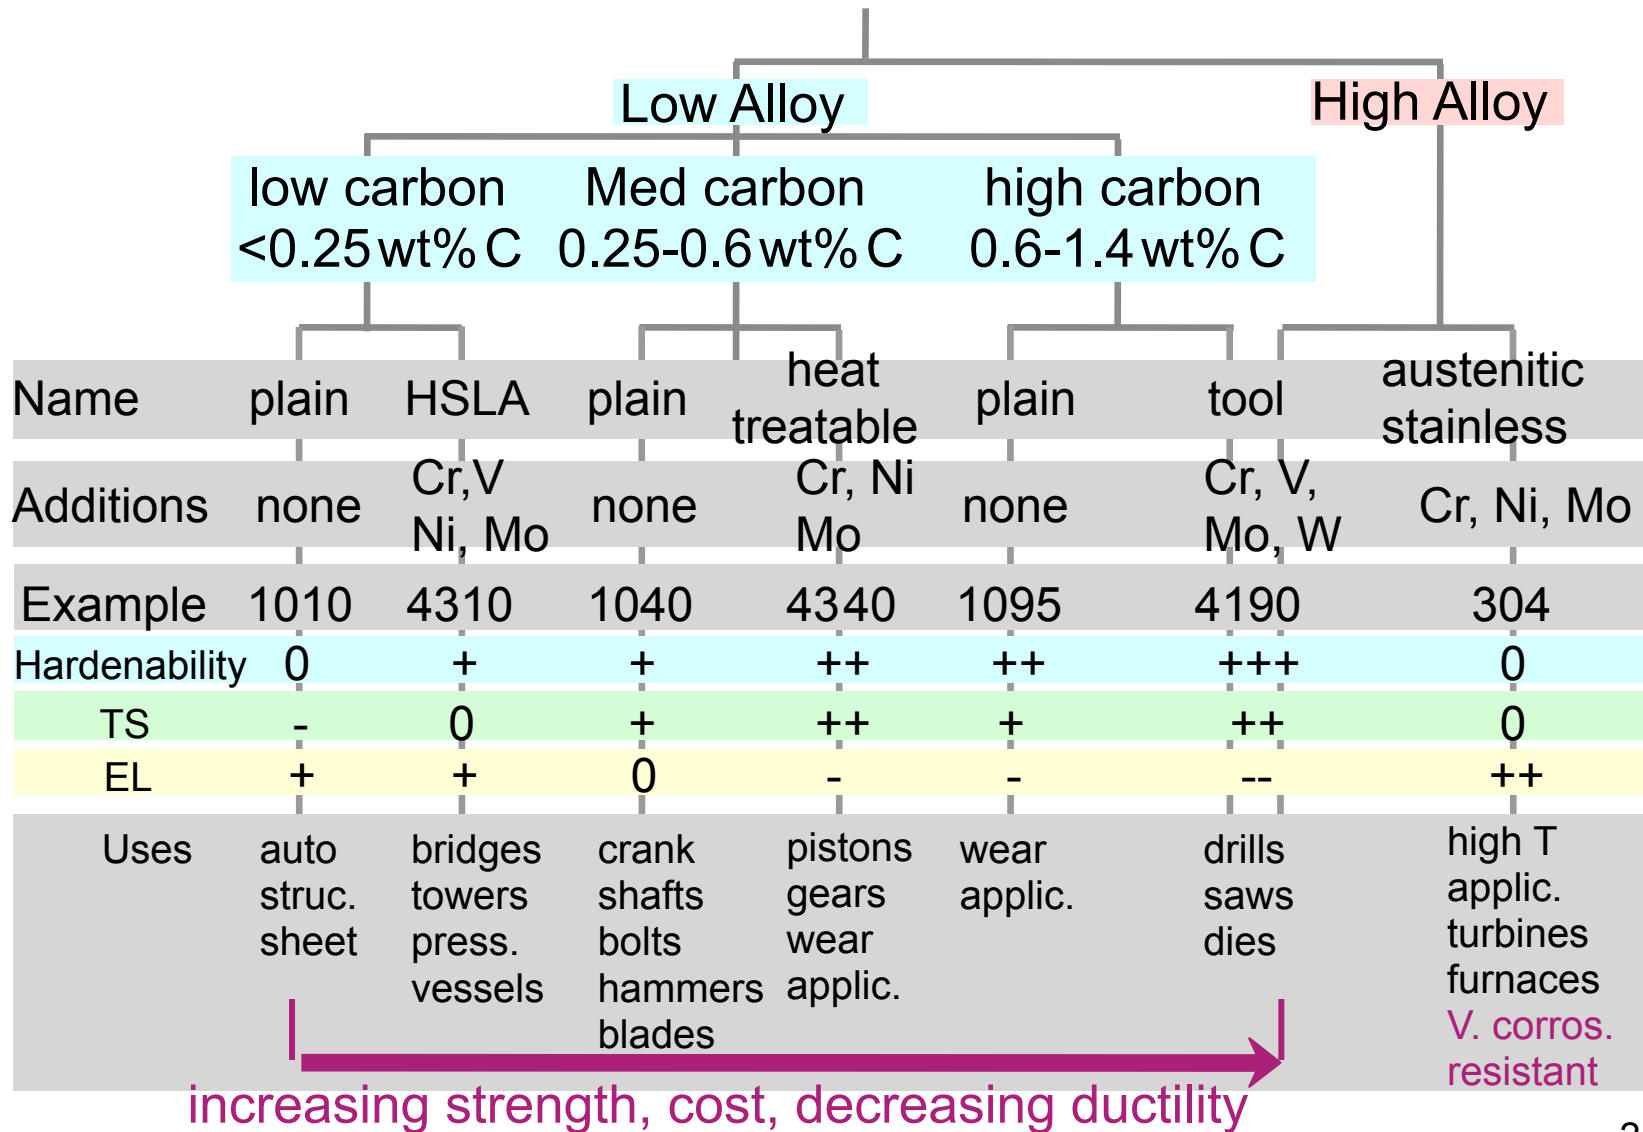 Low Alloy High Alloy
low carbon Med carbon high carbon
<0.25 wt% C 0.25-0.6 wt% C 0.6-1.4 wt% C
Name plain HSLA plain heat treatable plain tool austenitic stainless
Additions none Cr,V Ni, Mo none Cr, Ni Mo none Cr, V, Mo, W Cr, Ni, Mo
Example 1010 4310 1040 4340 1095 4190 304
Hardenability 0 + + ++ ++ +++ 0
TS - 0 + ++ + ++ 0
EL + + 0 - - -- ++
Uses
auto
struc.
sheet
bridges
towers
press.
vessels
crank
shafts
bolts
hammers
blades
pistons
gears
wear
applic.
wear
applic.
drills
saws
dies
high T
applic.
turbines
furnaces
V. corros.
resistant
increasing strength, cost, decreasing ductility